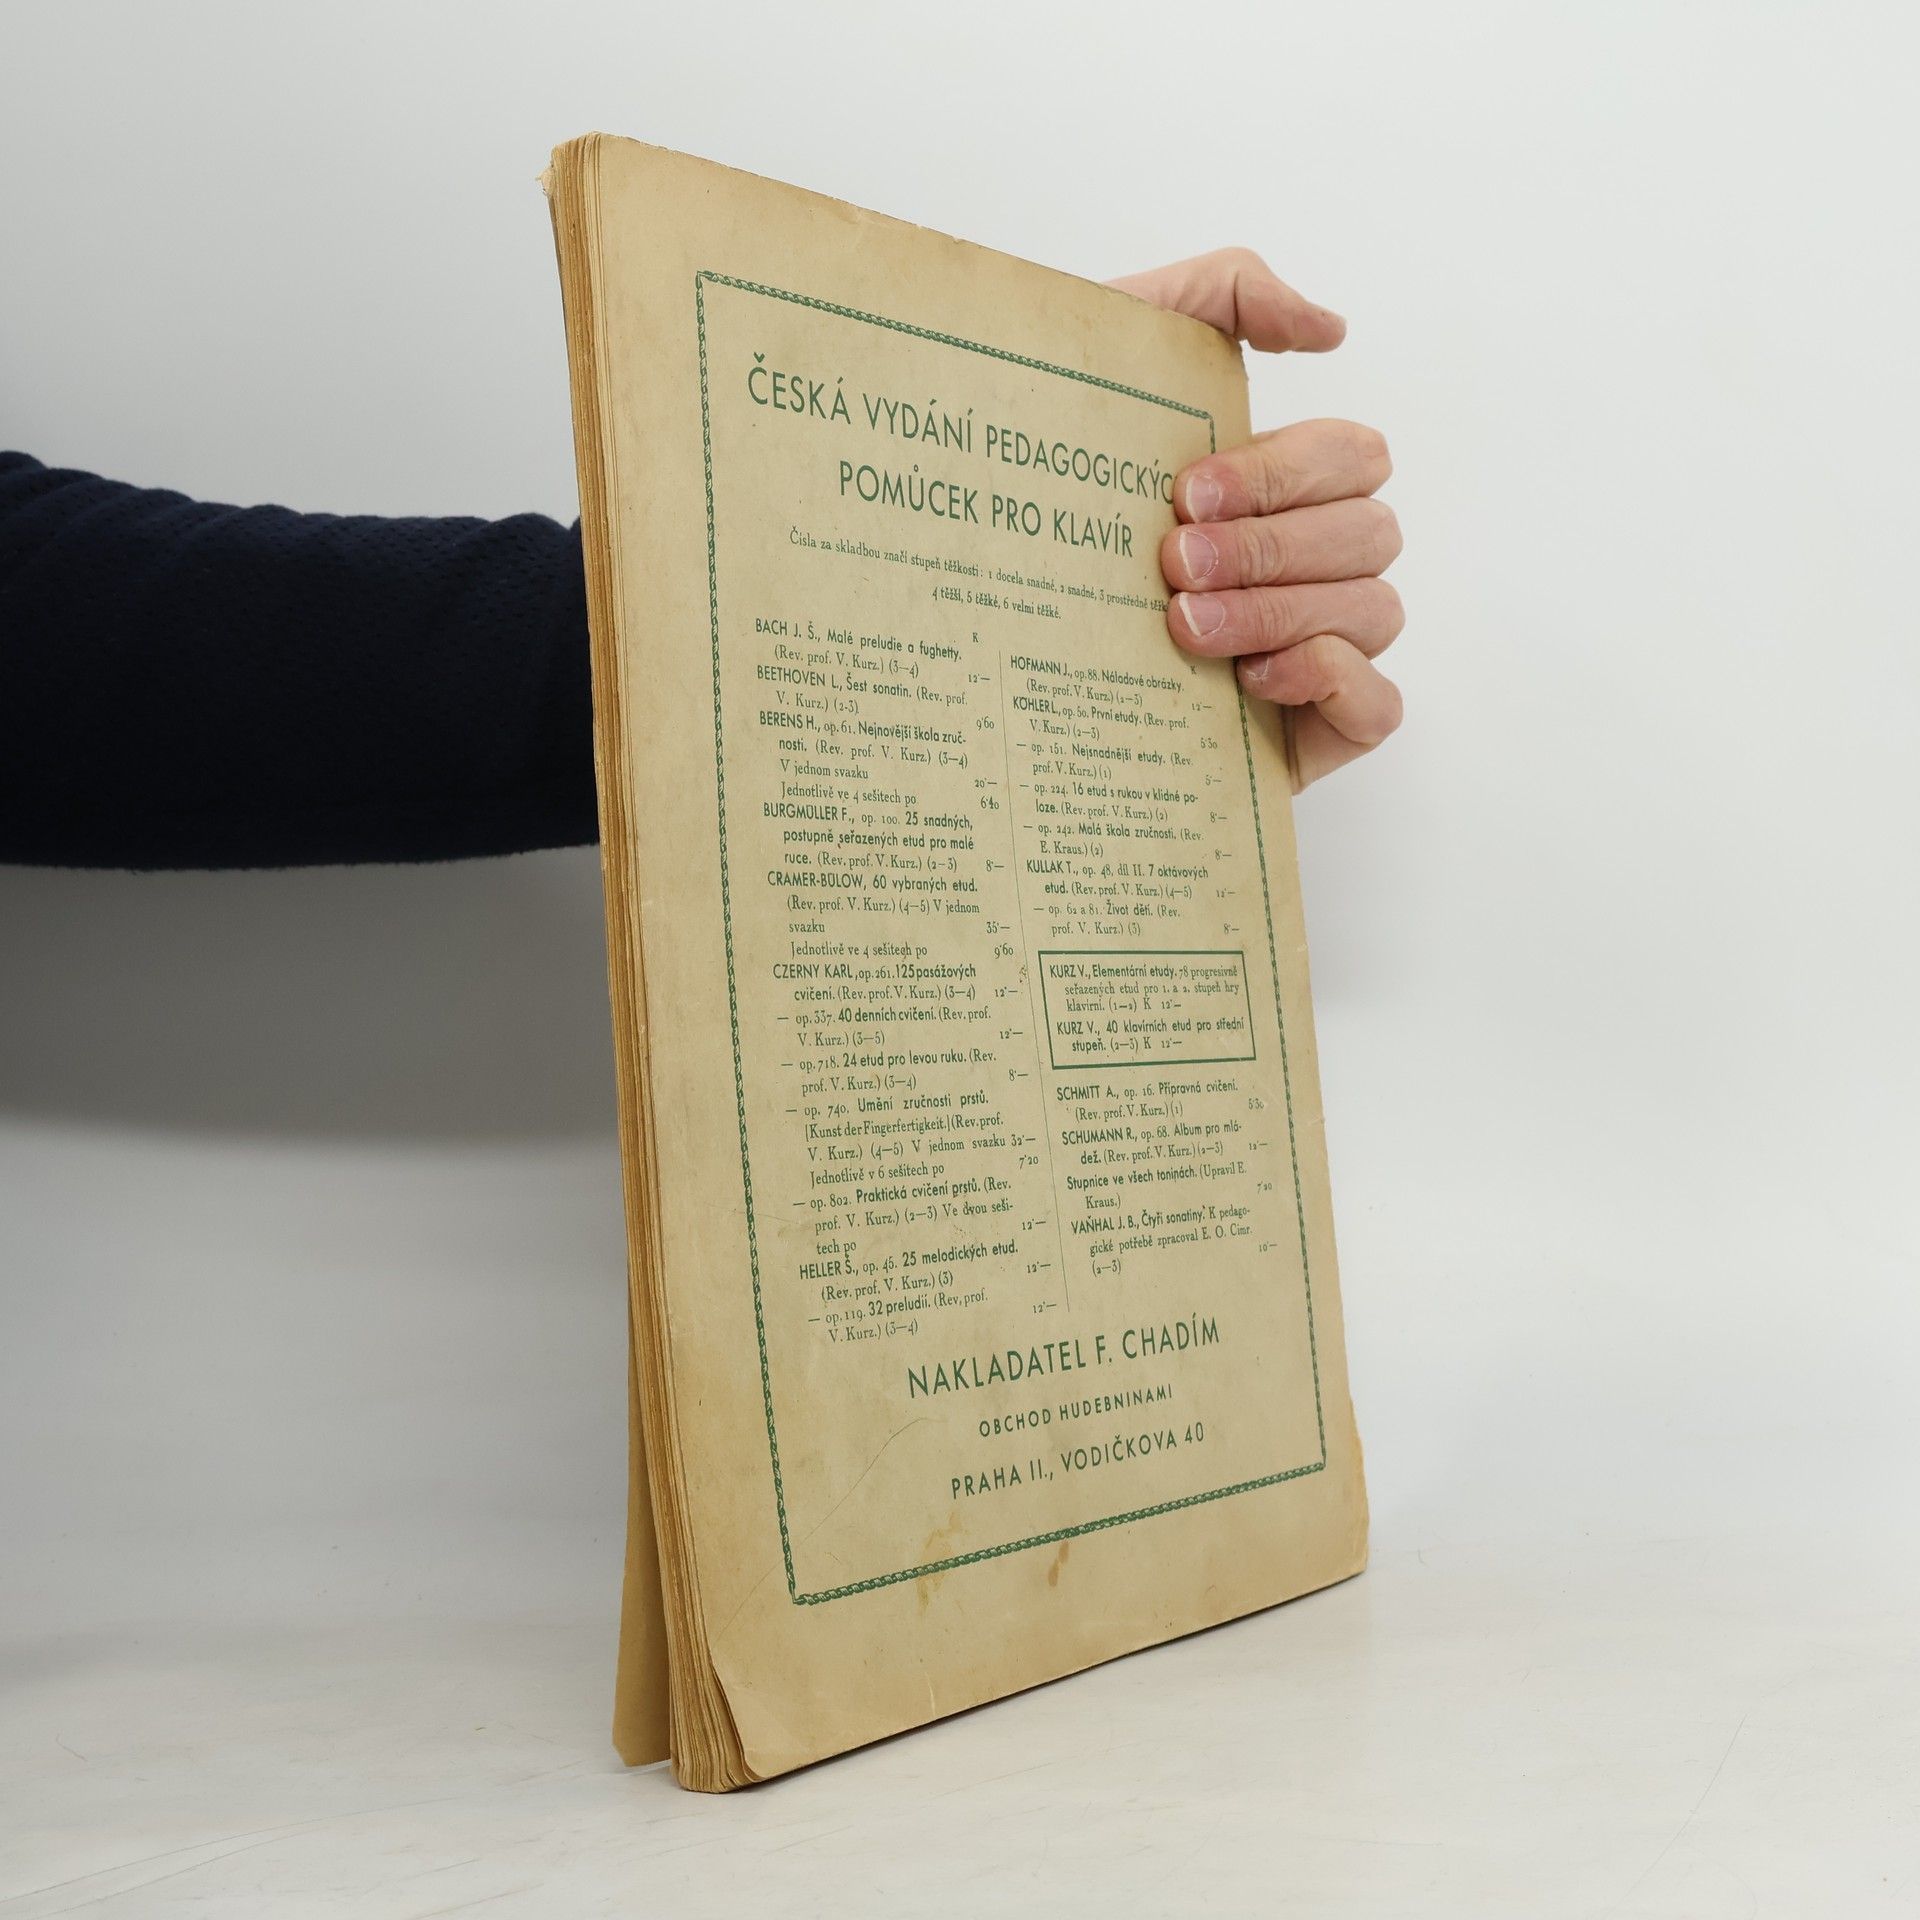 ČESKÁ VYDÁNÍ PEDAGOGICKÝC
POMŮCEK PRO KLAVÍR
Čísla za skladbou značí stupeň těžkosti: 1 docela snadné, 2 snadné, 3 prostředně
4 těžší, 5 těžké, 6 velmi těžké.
K
BACH J. Š., Malé preludie a fughetty.
(Rev. prof. V. Kurz.) (3—4) 12·—
BEETHOVEN L., Šest sonatin. (Rev. prof.
V. Kurz.) (2-3) 9·60
BERENS H., op. 61. Nejnovější škola zruč-
nosti. (Rev. prof. V. Kurz.) (3—4)
V jednom svazku 20·—
Jednotlivě ve 4 sešitech po 6·40
BURGMÜLLER F., op. 100. 25 snadných,
postupně seřazených etud pro malé
ruce. (Rev. prof. V. Kurz.) (2—3) 8·—
CRAMER-BÜLOW, 60 vybraných etud.
(Rev. prof. V. Kurz.) (4—5) V jednom
svazku 35·—
Jednotlivě ve 4 sešitech po 9·60
CZERNY KARL, op. 261. 125 pasážových
cvičení. (Rev. prof. V. Kurz.) (3—4) 12·—
— op. 337. 40 denních cvičení. (Rev. prof.
V. Kurz.) (3—5) 12·—
— op. 718. 24 etud pro levou ruku. (Rev.
prof. V. Kurz.) (3—4) 8·—
— op. 740. Umění zručnosti prstů.
[Kunst der Fingerfertigkeit.] (Rev. prof.
V. Kurz.) (4—5) V jednom svazku 32·—
Jednotlivě v 6 sešitech po 7·20
— op. 802. Praktická cvičení prstů. (Rev.
prof. V. Kurz.) (2—3) Ve dvou seši-
tech po 12·—
HELLER Š., op. 45. 25 melodických etud.
(Rev. prof. V. Kurz.) (3) 12·—
— op. 119. 32 preludií. (Rev. prof.
V. Kurz.) (3—4) 12·—
K
HOFMANN J., op. 88. Náladové obrázky.
(Rev. prof. V. Kurz.) (2—3) 12·—
KÖHLER L., op. 50. První etudy. (Rev. prof.
V. Kurz.) (2—3) 5·30
— op. 151. Nejsnadnější etudy. (Rev.
prof. V. Kurz.) (1) 5·—
— op. 224. 16 etud s rukou v klidné po-
loze. (Rev. prof. V. Kurz.) (2) 8·—
— op. 242. Malá škola zručnosti. (Rev.
E. Kraus.) (2) 8·—
KULLAK T., op. 48, díl II. 7 oktávových
etud. (Rev. prof. V. Kurz.) (4—5) 12·—
— op. 62 a 81. Život dětí. (Rev.
prof. V. Kurz.) (3) 8·—
KURZ V., Elementární etudy. 78 progresivně
seřazených etud pro 1. a 2. stupeň hry
klavírní. (1—2) K 12·—
KURZ V., 40 klavírních etud pro střední
stupeň. (2—3) K 12·—
SCHMITT A., op. 16. Přípravná cvičení.
(Rev. prof. V. Kurz.) (1) 5·30
SCHUMANN R., op. 68. Album pro mlá-
dež. (Rev. prof. V. Kurz.) (2—3) 12·—
Stupnice ve všech toninách. (Upravil E.
Kraus.) 7·20
VAŇHAL J. B., Čtyři sonatiny. K pedago-
gické potřebě zpracoval E. O. Cimr.
(2—3) 10·—
NAKLADATEL F. CHADÍM
OBCHOD HUDEBNINAMI
PRAHA II., VODIČKOVA 40